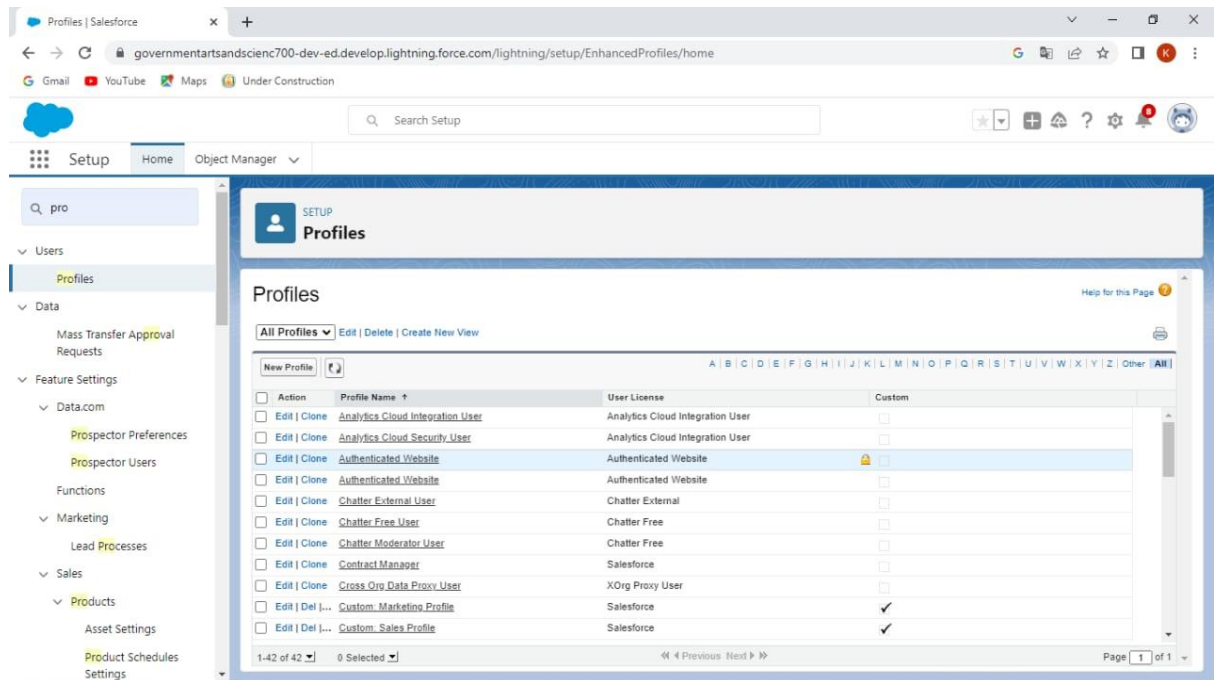 Profiles | Salesforce
governmentartsandscienc700-dev-ed.develop.lightning.force.com/lightning/setup/EnhancedProfiles/home
G
K
Gmail YouTube Maps Under Construction
Search Setup
8
Setup Home Object Manager
pro
Users
Profiles
Data
Mass Transfer Approval
Requests
Feature Settings
Data.com
Prospector Preferences
Prospector Users
Functions
Marketing
Lead Processes
Sales
Products
Asset Settings
Product Schedules
Settings
SETUP
Profiles
Profiles
Help for this Page ?
All Profiles Edit | Delete | Create New View
New Profile A | B | C | D | E | F | G | H | I | J | K | L | M | N | O | P | Q | R | S | T | U | V | W | X | Y | Z | Other All
Action Profile Name ↑ User License Custom
Edit | Clone Analytics Cloud Integration User Analytics Cloud Integration User
Edit | Clone Analytics Cloud Security User Analytics Cloud Integration User
Edit | Clone Authenticated Website Authenticated Website
Edit | Clone Authenticated Website Authenticated Website
Edit | Clone Chatter External User Chatter External
Edit | Clone Chatter Free User Chatter Free
Edit | Clone Chatter Moderator User Chatter Free
Edit | Clone Contract Manager Salesforce
Edit | Clone Cross Org Data Proxy User XOrg Proxy User
Edit | Del |... Custom: Marketing Profile Salesforce ✓
Edit | Del |... Custom: Sales Profile Salesforce ✓
1-42 of 42 0 Selected Previous Next Page 1 of 1